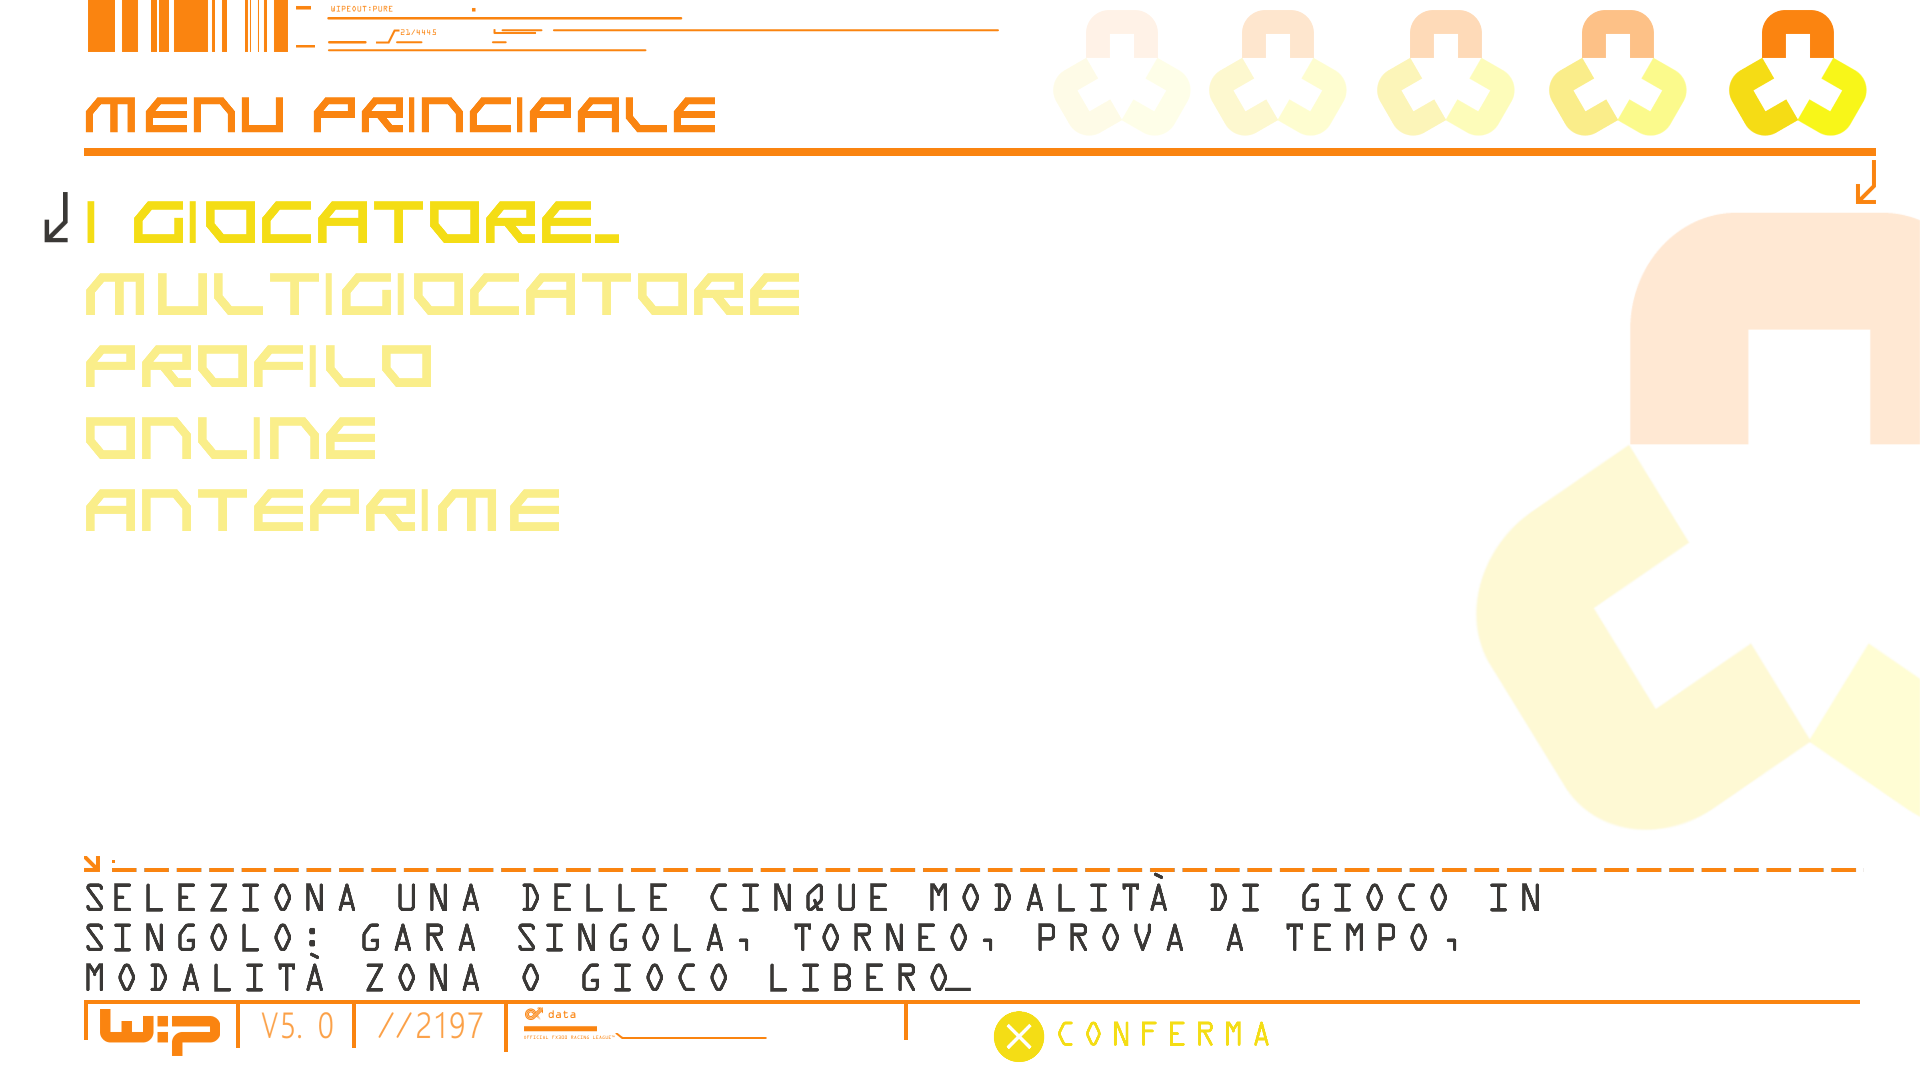 WIPEOUT:PURE
21/4445
MENU PRINCIPALE
1 GIOCATORE_
MULTIGIOCATORE
PROFILO
ONLINE
ANTEPRIME
SELEZIONA UNA DELLE CINQUE MODALITÀ DI GIOCO IN
SINGOLO: GARA SINGOLA, TORNEO, PROVA A TEMPO,
MODALITÀ ZONA O GIOCO LIBERO_
wip
V5.0
//2197
data
CONFERMA